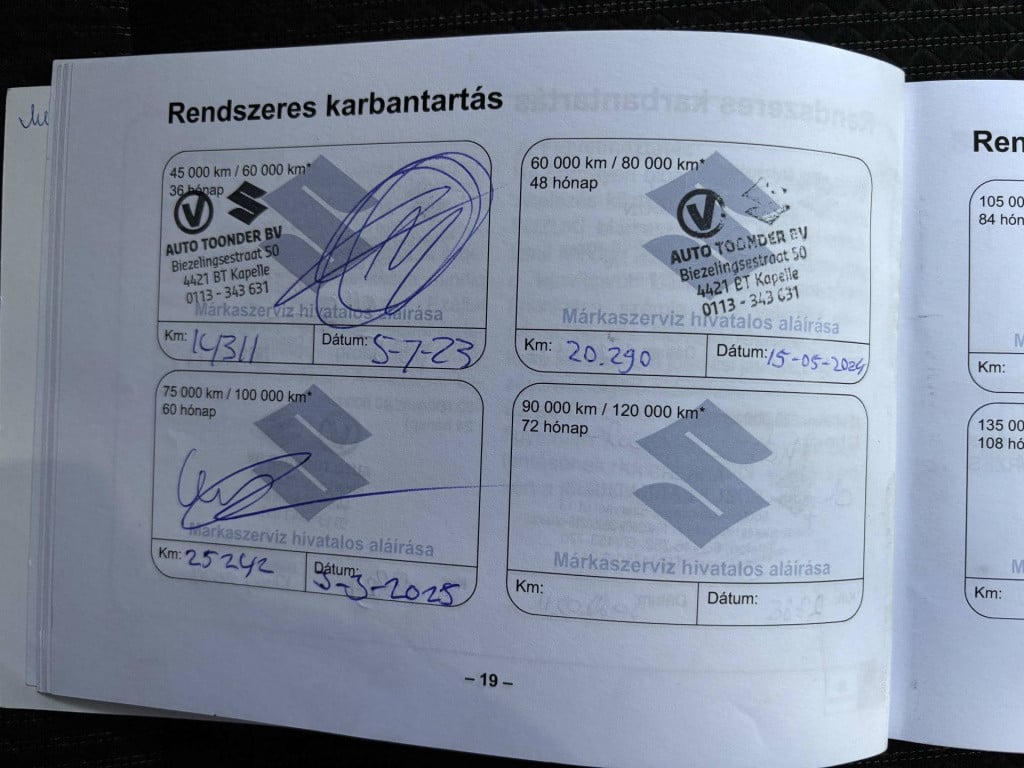 Rendszeres karbantartás
45 000 km / 60 000 km*
36 hónap
AUTO TOONDER BV
Biezelingsestraat 50
4421 BT Kapelle
0113 - 343 631
Márkaszerviz hivatalos aláírása
Km: 14311
Dátum: 5-7-23
60 000 km / 80 000 km*
48 hónap
AUTO TOONDER BV
Biezelingsestraat 50
4421 BT Kapelle
0113 - 343 631
Márkaszerviz hivatalos aláírása
Km: 20.290
Dátum: 15-05-2024
75 000 km / 100 000 km*
60 hónap
Márkaszerviz hivatalos aláírása
Km: 25242
Dátum: 5-3-2025
90 000 km / 120 000 km*
72 hónap
Márkaszerviz hivatalos aláírása
Km:
Dátum:
– 19 –
Ren
105 00
84 hón
M
Km:
135 00
108 hó
M
Km: